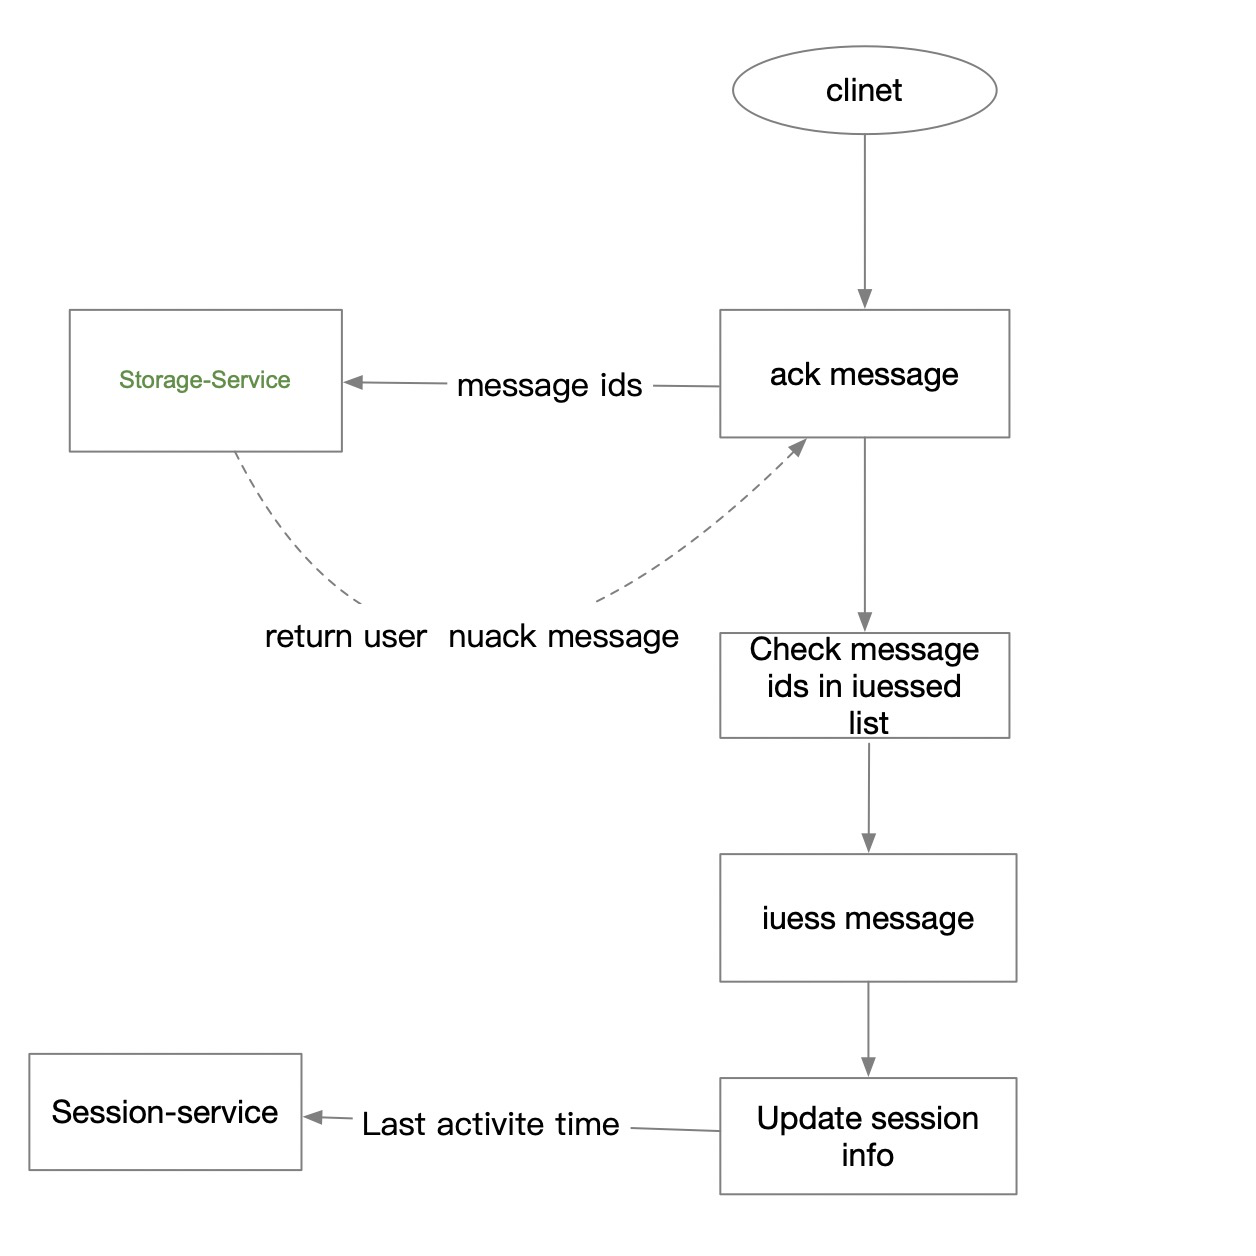 clinet
Storage-Service
message ids
ack message
return user  nuack message
Check message
ids in iuessed
list
iuess message
Session-service
Last activite time
Update session
info